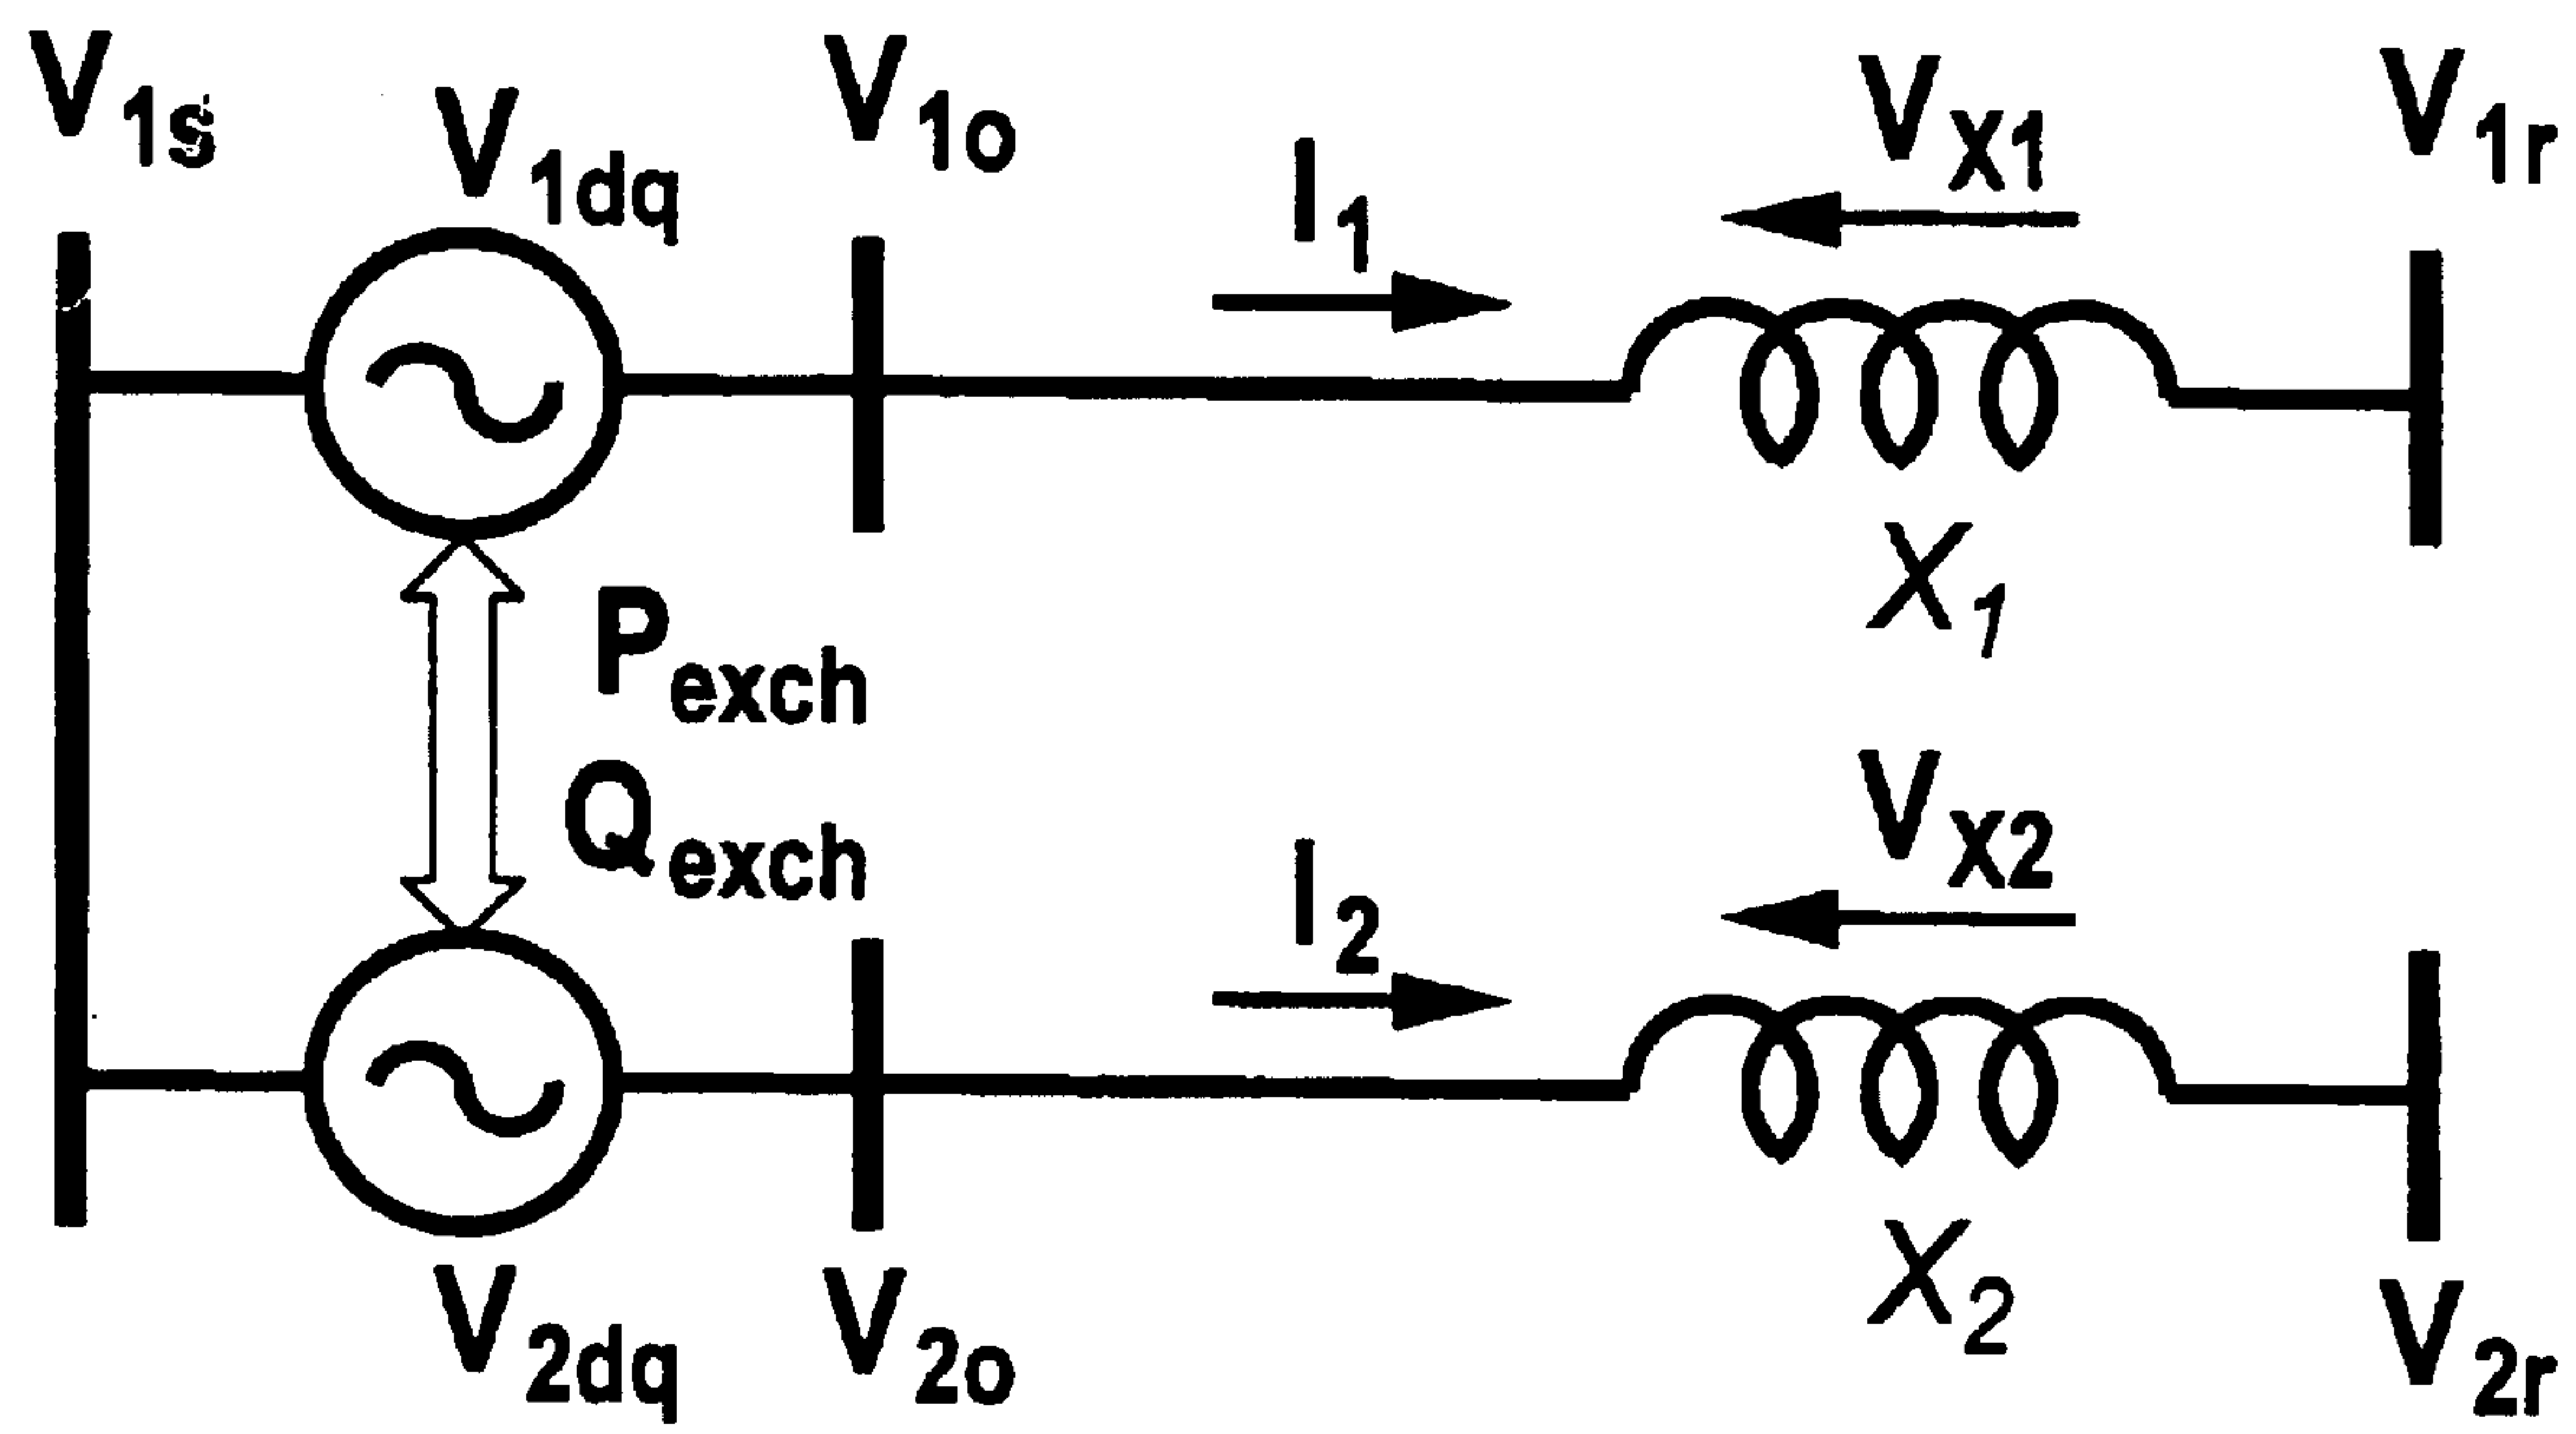 V1s
V1dq
V1o
I1
VX1
V1r
X1
Pexch
Qexch
I2
VX2
X2
V2dq
V2o
V2r